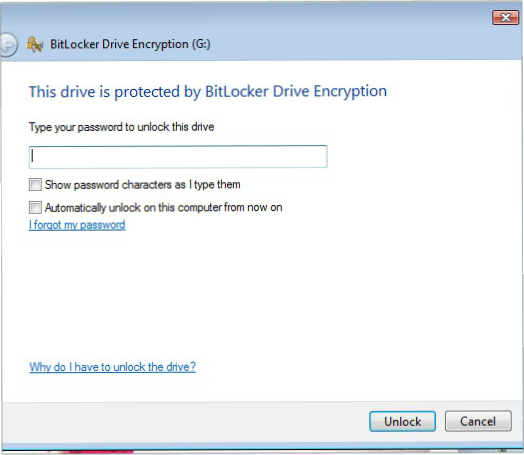 BitLocker Drive Encryption (G:)
This drive is protected by BitLocker Drive Encryption
Type your password to unlock this drive
Show password characters as I type them
Automatically unlock on this computer from now on
I forgot my password
Why do I have to unlock the drive?
Unlock Cancel